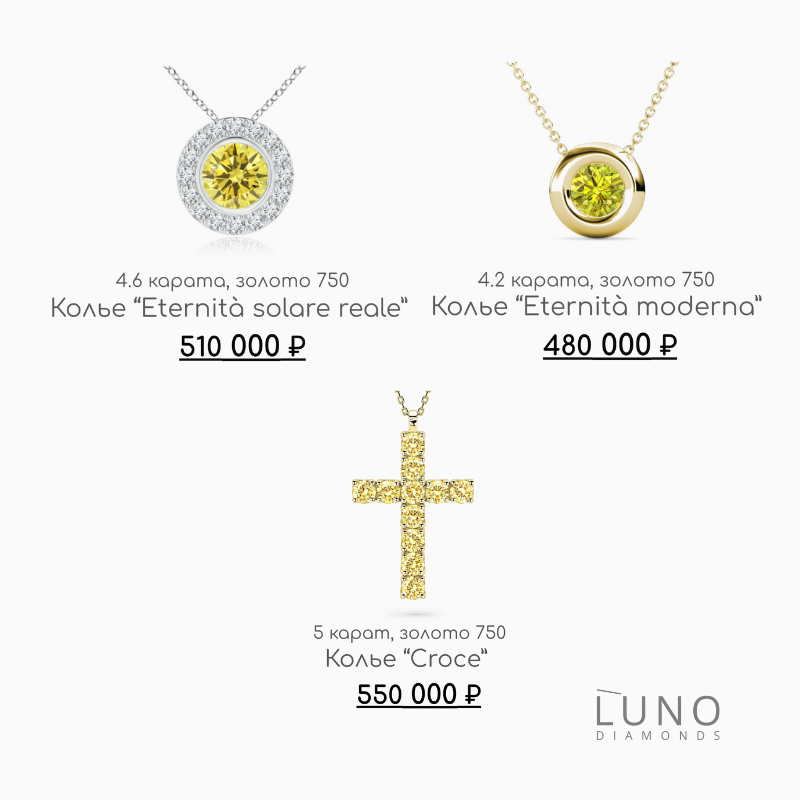 4.6 карата, золото 750
Колье “Eternità solare reale”
510 000 ₽
4.2 карата, золото 750
Колье “Eternità moderna”
480 000 ₽
5 карат, золото 750
Колье “Croce”
550 000 ₽
LUNO
DIAMONDS